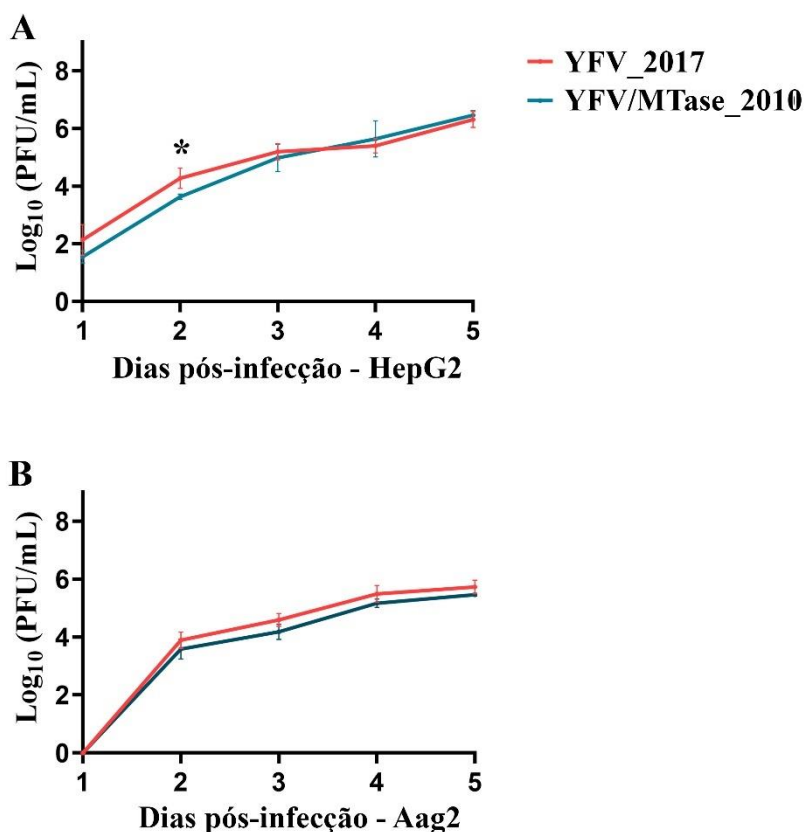 A
YFV_2017
YFV/MTase_2010
Log10 (PFU/mL)
8
6
4
2
0
*
1 2 3 4 5
Dias pós-infecção - HepG2
B
Log10 (PFU/mL)
8
6
4
2
0
1 2 3 4 5
Dias pós-infecção - Aag2